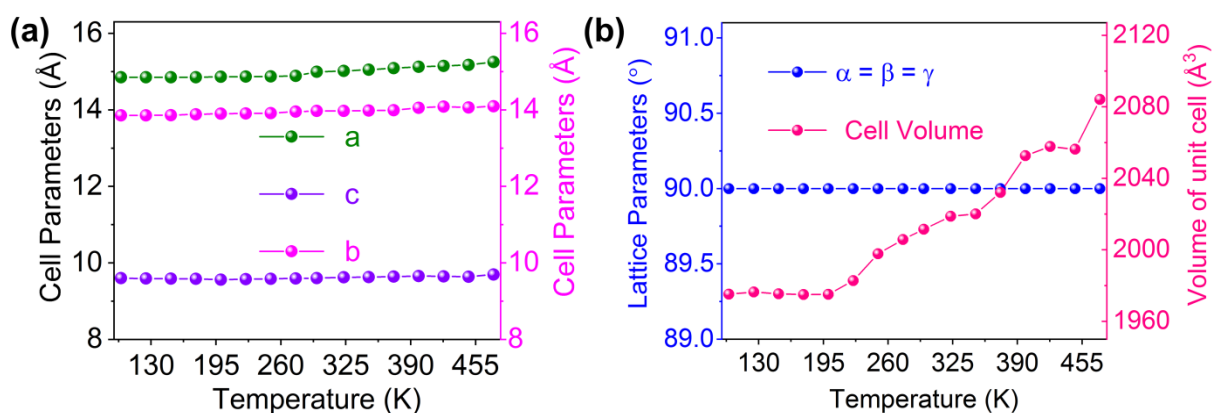 (a)
Cell Parameters (Å)
16
14
12
10
8
a
c
b
16
14
12
10
8
Cell Parameters (Å)
130 195 260 325 390 455
Temperature (K)
(b)
Lattice Parameters (°)
91.0
90.5
90.0
89.5
89.0
α = β = γ
Cell Volume
2120
2080
2040
2000
1960
Volume of unit cell (Å³)
130 195 260 325 390 455
Temperature (K)